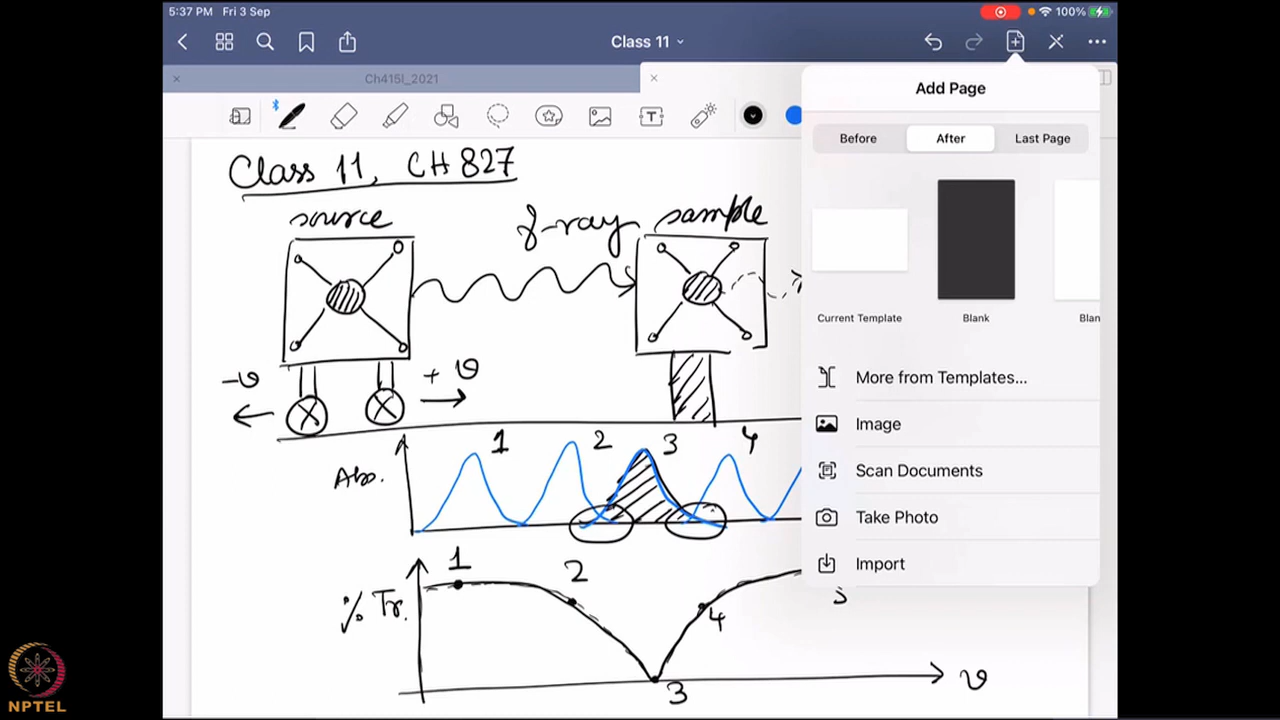 5:37 PM Fri 3 Sep
100%
Class 11
Ch415I_2021
Add Page
Before After Last Page
Current Template Blank Blan
More from Templates...
Image
Scan Documents
Take Photo
Import
Class 11, CH 827
source γ-ray sample
-v + v
Abs. 1 2 3 4
% Tr. 1 2 3 4 5
v
NPTEL